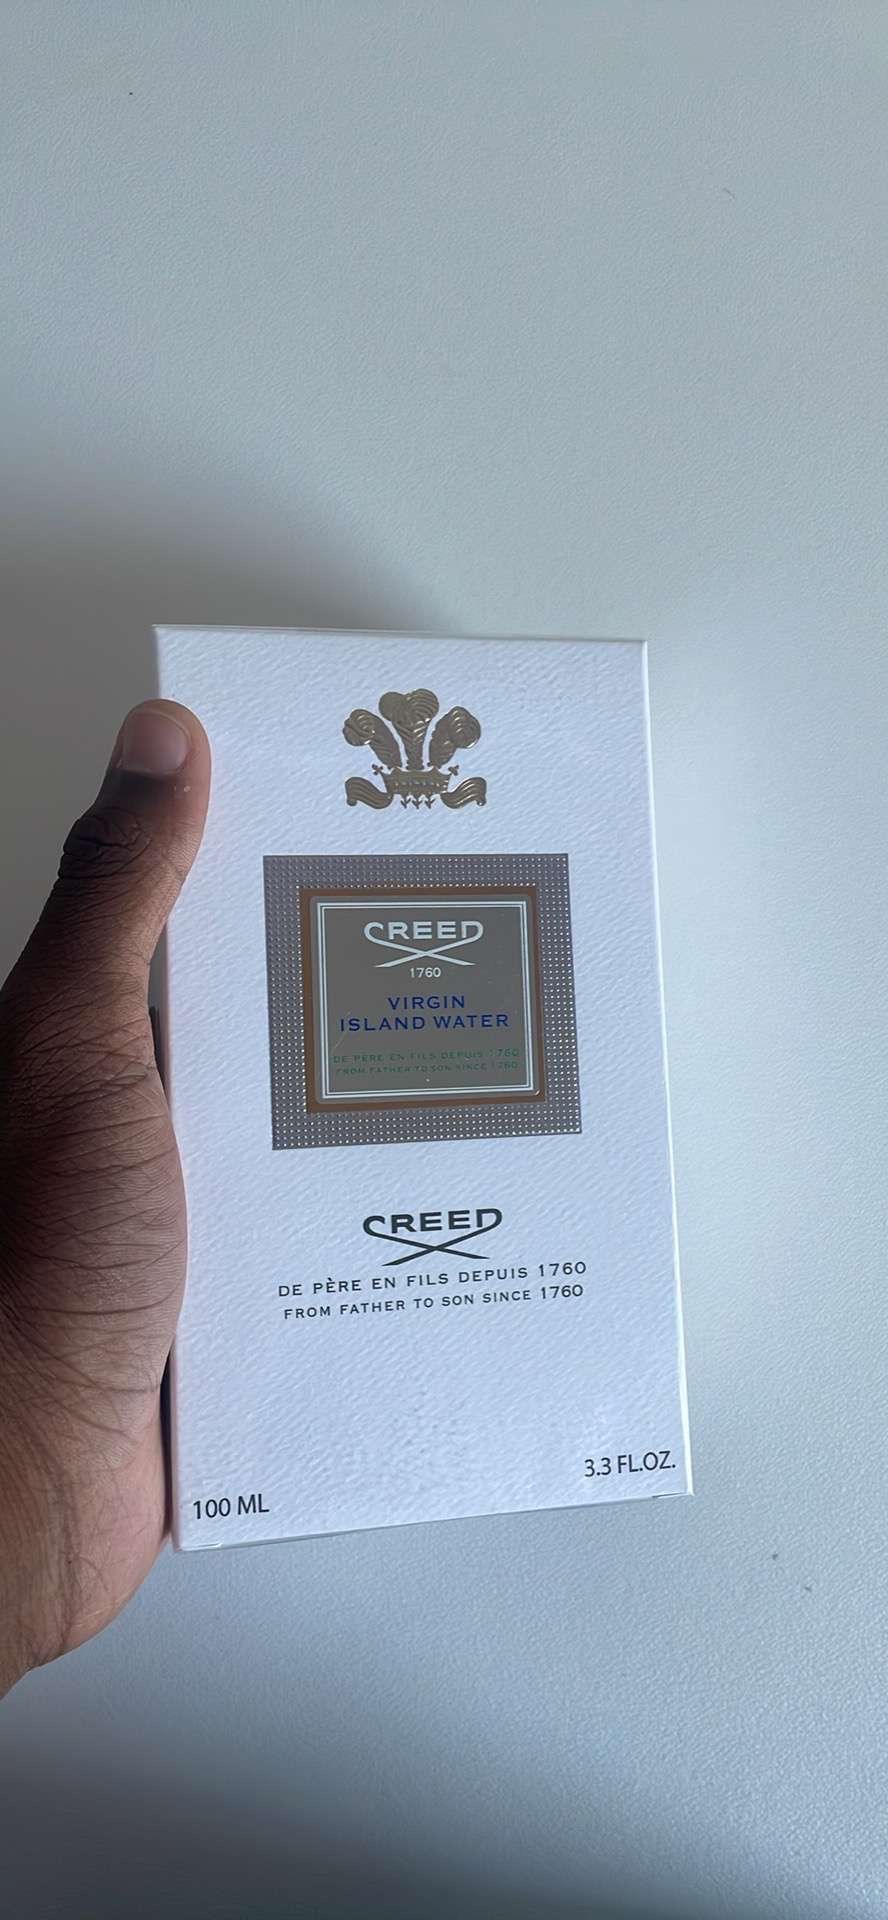 CREED
1760
VIRGIN
ISLAND WATER
DE PÈRE EN FILS DEPUIS 1760
FROM FATHER TO SON SINCE 1760
CREED
DE PÈRE EN FILS DEPUIS 1760
FROM FATHER TO SON SINCE 1760
100 ML
3.3 FL.OZ.